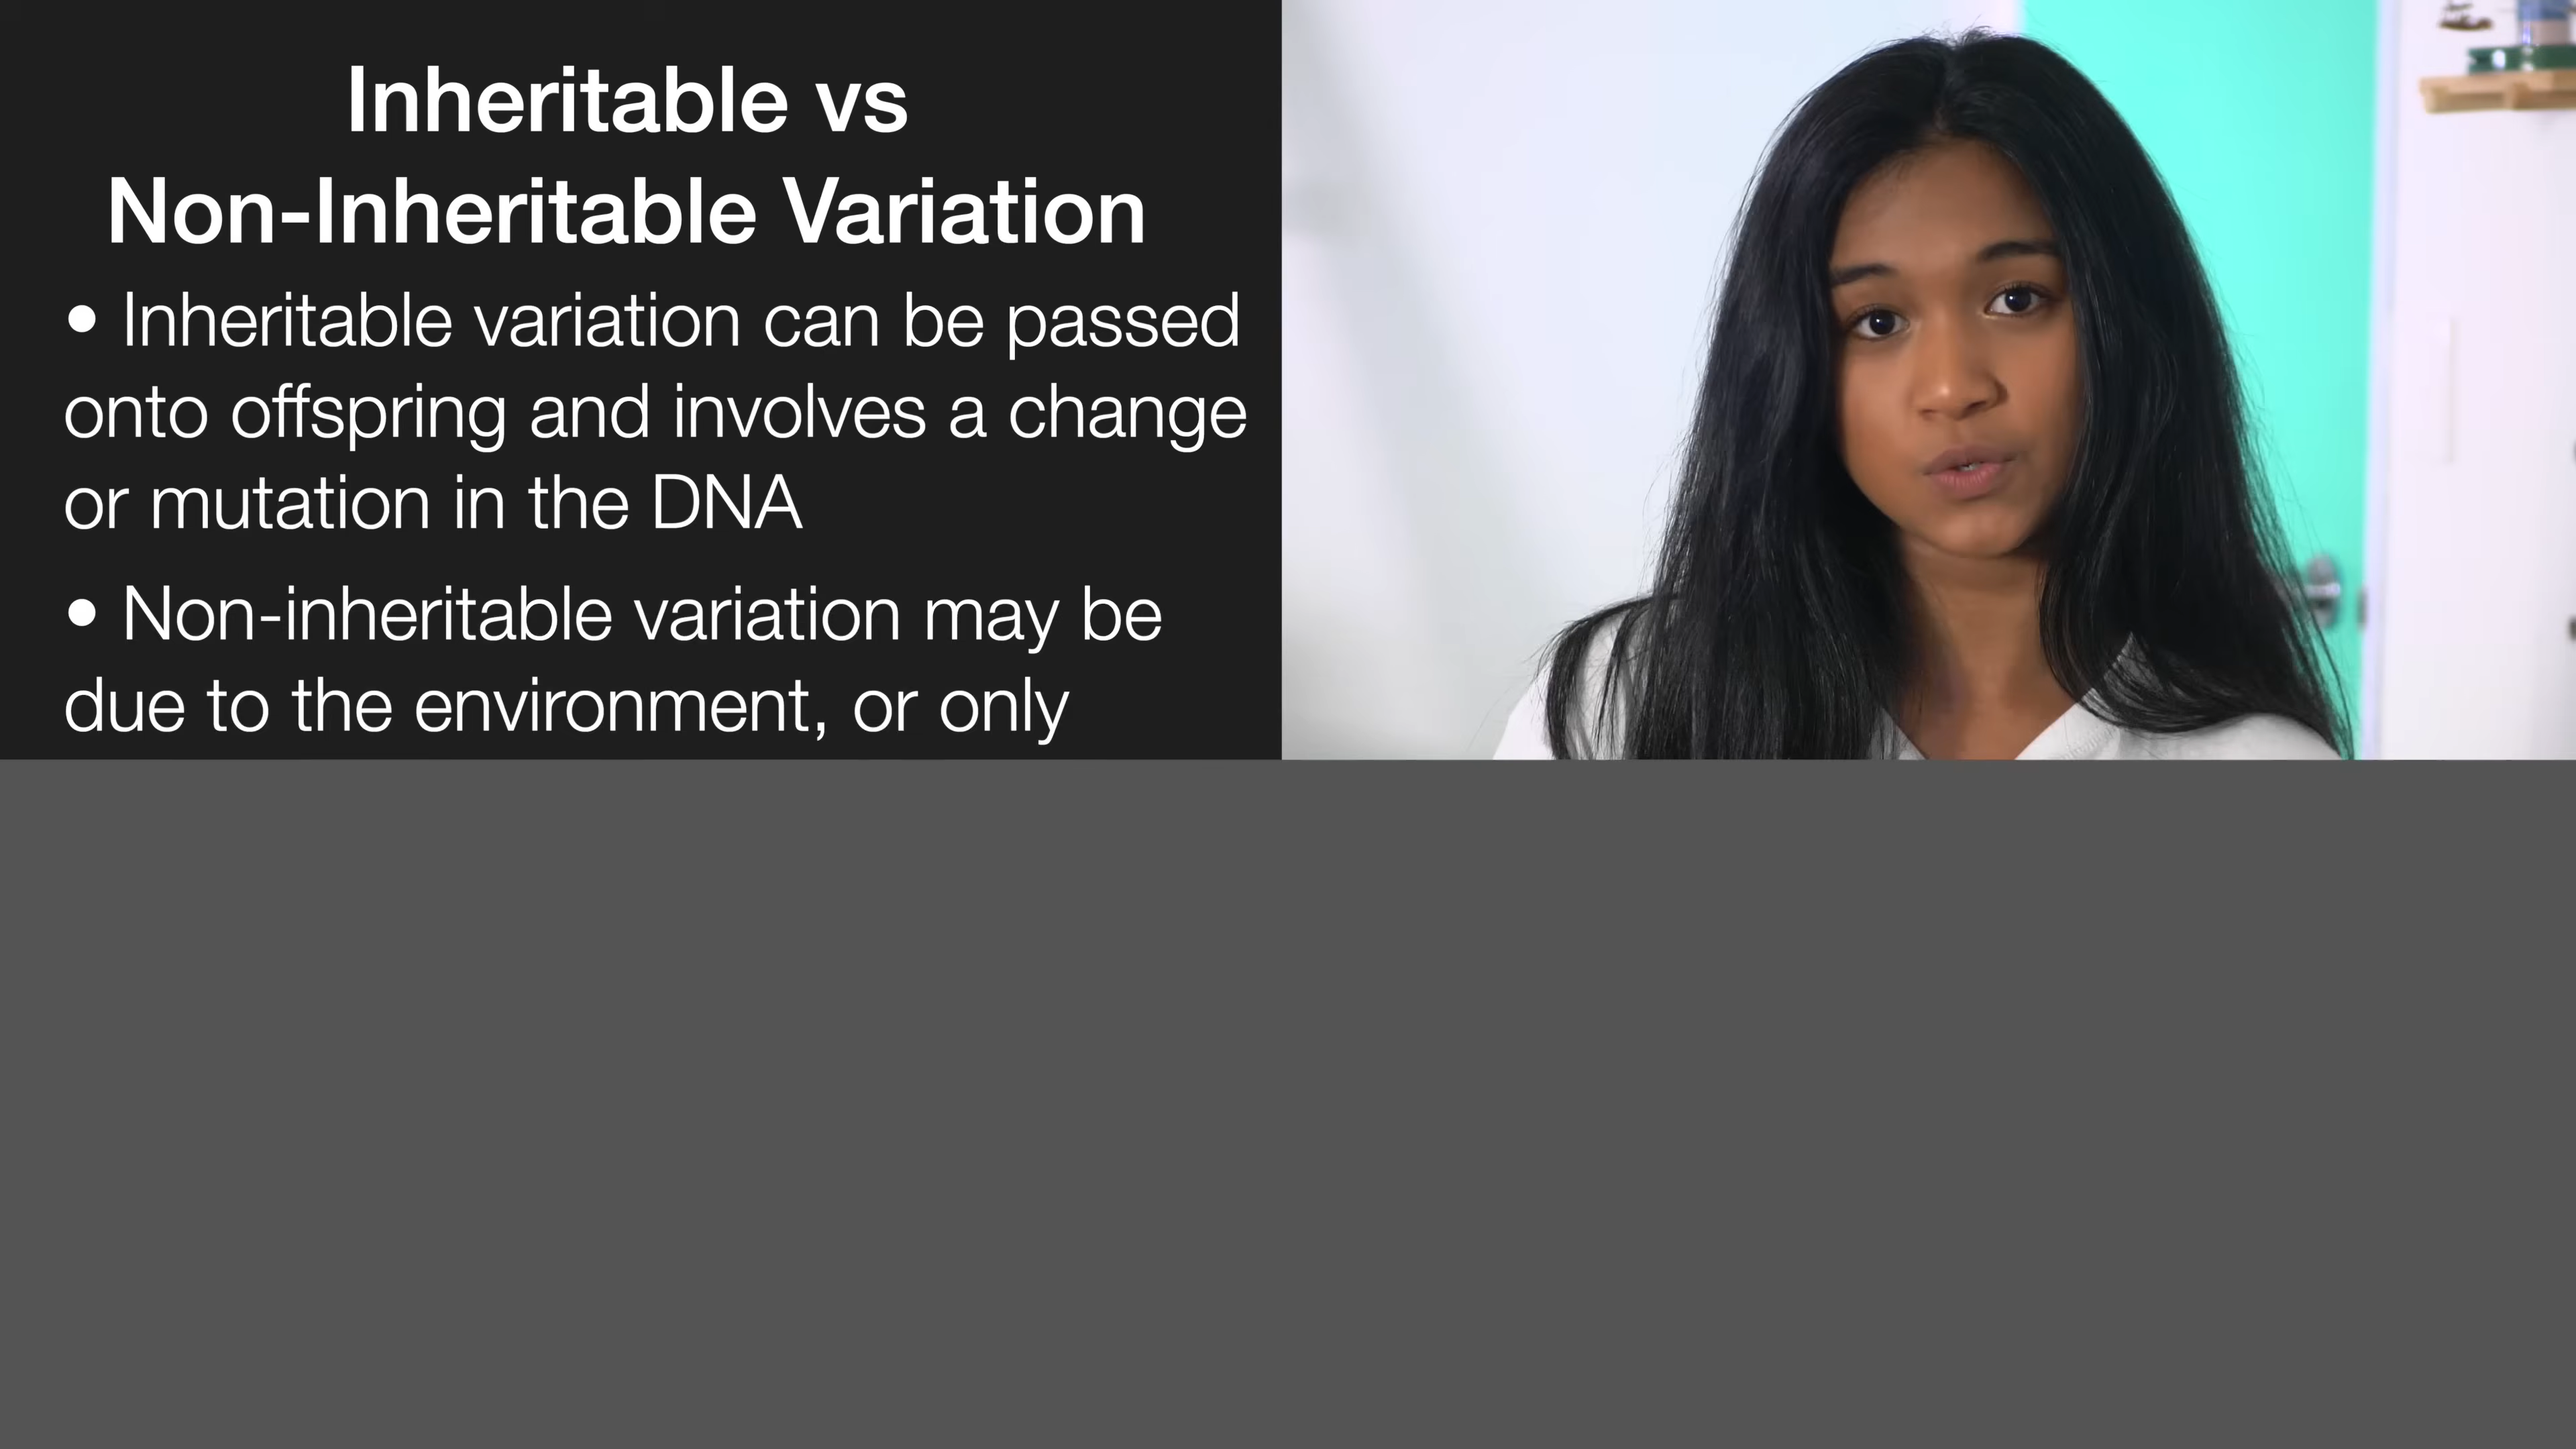 Inheritable vs
Non-Inheritable Variation
• Inheritable variation can be passed
onto offspring and involves a change
or mutation in the DNA
• Non-inheritable variation may be
due to the environment, or only